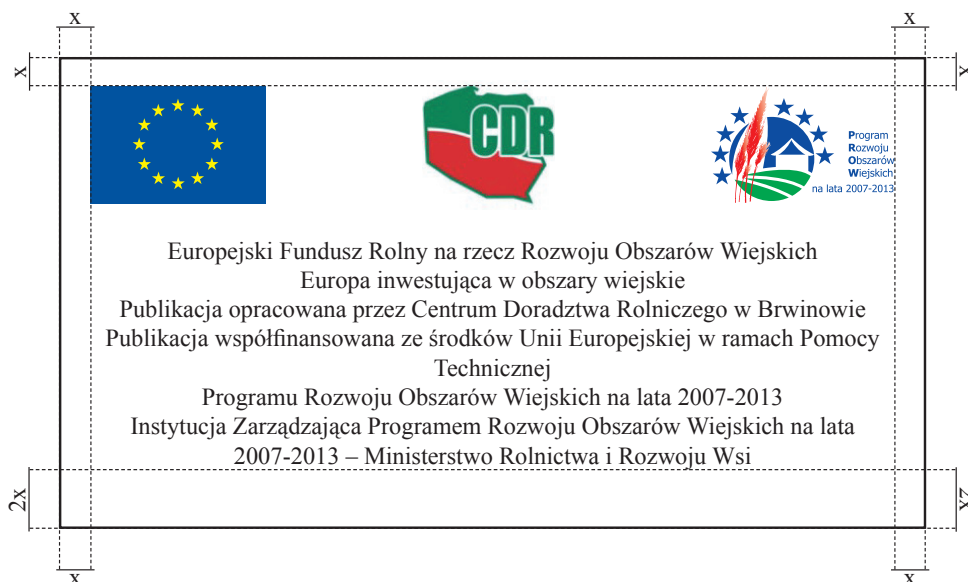 x x
x x
CDR
Program
Rozwoju
Obszarów
Wiejskich
na lata 2007-2013
Europejski Fundusz Rolny na rzecz Rozwoju Obszarów Wiejskich
Europa inwestująca w obszary wiejskie
Publikacja opracowana przez Centrum Doradztwa Rolniczego w Brwinowie
Publikacja współfinansowana ze środków Unii Europejskiej w ramach Pomocy
Technicznej
Programu Rozwoju Obszarów Wiejskich na lata 2007-2013
Instytucja Zarządzająca Programem Rozwoju Obszarów Wiejskich na lata
2007-2013 – Ministerstwo Rolnictwa i Rozwoju Wsi
2x 2x
x x